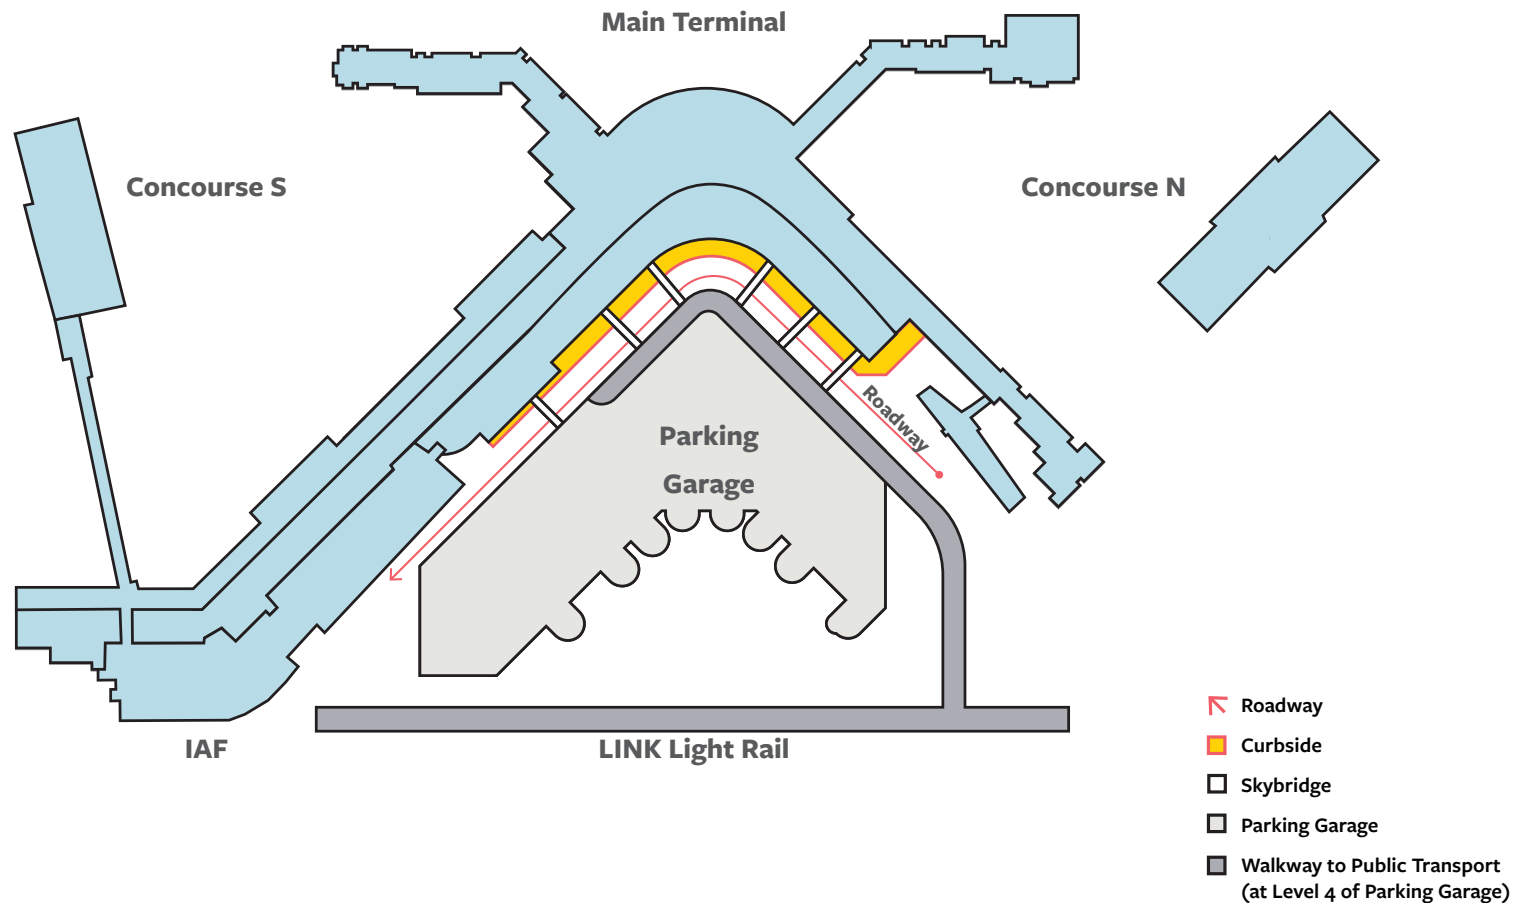 Main Terminal
Concourse S
Concourse N
Roadway
Parking
Garage
IAF
LINK Light Rail
Roadway
Curbside
Skybridge
Parking Garage
Walkway to Public Transport
(at Level 4 of Parking Garage)